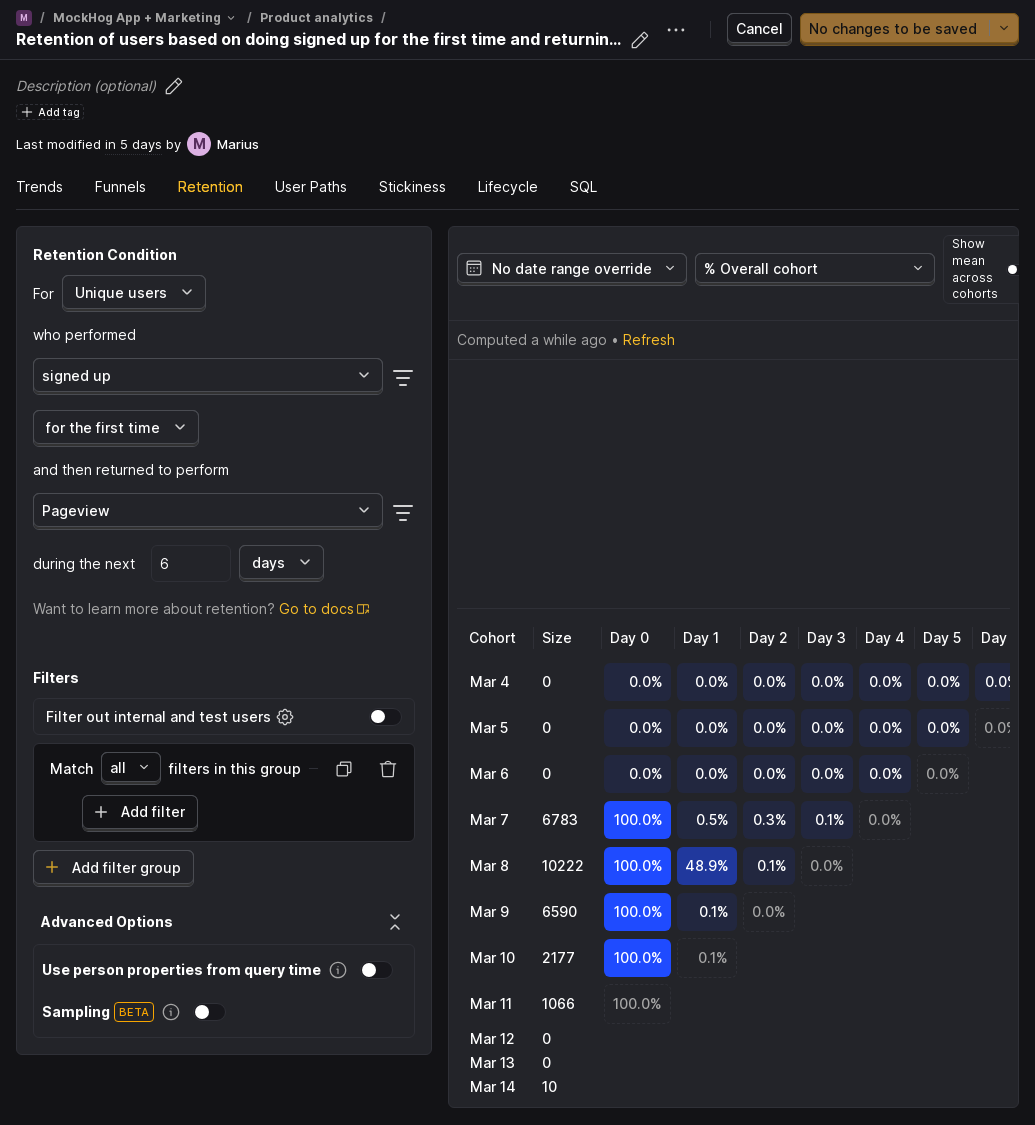 M / MockHog App + Marketing / Product analytics /
Retention of users based on doing signed up for the first time and returnin...
Cancel
No changes to be saved
Description (optional)
Add tag
Last modified in 5 days by M Marius
Trends Funnels Retention User Paths Stickiness Lifecycle SQL
Retention Condition
For Unique users
who performed
signed up
for the first time
and then returned to perform
Pageview
during the next 6 days
Want to learn more about retention? Go to docs
Filters
Filter out internal and test users
Match all filters in this group
Add filter
Add filter group
Advanced Options
Use person properties from query time
Sampling BETA
No date range override
% Overall cohort
Show
mean
across
cohorts
Computed a while ago • Refresh
Cohort Size Day 0 Day 1 Day 2 Day 3 Day 4 Day 5 Day
Mar 4 0 0.0% 0.0% 0.0% 0.0% 0.0% 0.0% 0.0%
Mar 5 0 0.0% 0.0% 0.0% 0.0% 0.0% 0.0% 0.0%
Mar 6 0 0.0% 0.0% 0.0% 0.0% 0.0% 0.0%
Mar 7 6783 100.0% 0.5% 0.3% 0.1% 0.0%
Mar 8 10222 100.0% 48.9% 0.1% 0.0%
Mar 9 6590 100.0% 0.1% 0.0%
Mar 10 2177 100.0% 0.1%
Mar 11 1066 100.0%
Mar 12 0
Mar 13 0
Mar 14 10